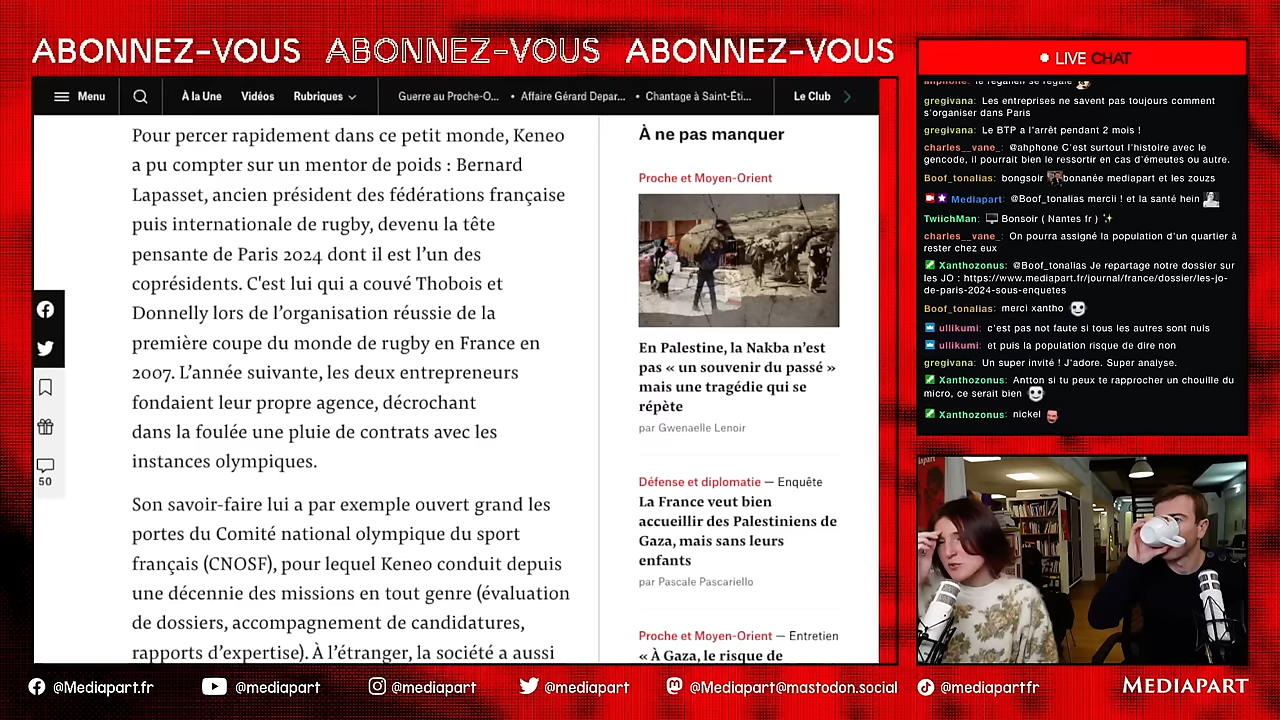 ABONNEZ-VOUS ABONNEZ-VOUS ABONNEZ-VOUS
Menu
À la Une
Vidéos
Rubriques
Guerre au Proche-O...
• Affaire Gérard Depar...
• Chantage à Saint-Éti...
Le Club
Pour percer rapidement dans ce petit monde, Keneo
a pu compter sur un mentor de poids : Bernard
Lapasset, ancien président des fédérations française
puis internationale de rugby, devenu la tête
pensante de Paris 2024 dont il est l'un des
coprésidents. C'est lui qui a couvé Thobois et
Donnelly lors de l'organisation réussie de la
première coupe du monde de rugby en France en
2007. L'année suivante, les deux entrepreneurs
fondaient leur propre agence, décrochant
dans la foulée une pluie de contrats avec les
instances olympiques.
Son savoir-faire lui a par exemple ouvert grand les
portes du Comité national olympique du sport
français (CNOSF), pour lequel Keneo conduit depuis
une décennie des missions en tout genre (évaluation
de dossiers, accompagnement de candidatures,
rapports d'expertise). À l'étranger, la société a aussi
50
À ne pas manquer
Proche et Moyen-Orient
En Palestine, la Nakba n'est
pas « un souvenir du passé »
mais une tragédie qui se
répète
par Gwenaelle Lenoir
Défense et diplomatie — Enquête
La France veut bien
accueillir des Palestiniens de
Gaza, mais sans leurs
enfants
par Pascale Pascariello
Proche et Moyen-Orient — Entretien
« À Gaza, le risque de
LIVE CHAT
gregivana: Les entreprises ne savent pas toujours comment
s'organiser dans Paris
gregivana: Le BTP a l'arrêt pendant 2 mois !
charles__vane_: @ahphone C'est surtout l'histoire avec le
gencode, il pourrait bien le ressortir en cas d'émeutes ou autre.
Boof_tonalias: bongsoir bonanée mediapart et les zouzs
Mediapart: @Boof_tonalias mercii ! et la santé hein
TwiichMan: Bonsoir ( Nantes fr )
charles__vane_: On pourra assigné la population d'un quartier à
rester chez eux
Xanthozonus: @Boof_tonalias Je repartage notre dossier sur
les JO : https://www.mediapart.fr/journal/france/dossier/les-jo-
de-paris-2024-sous-enquetes
Boof_tonalias: merci xantho
ullikumi: c'est pas not faute si tous les autres sont nuls
ullikumi: et puis la population risque de dire non
gregivana: Un super invité ! J'adore. Super analyse.
Xanthozonus: Antton si tu peux te rapprocher un chouille du
micro, ce serait bien
Xanthozonus: nickel
@Mediapart.fr
@mediapart
@mediapart
@mediapart
@Mediapart@mastodon.social
@mediapartfr
MEDIAPART